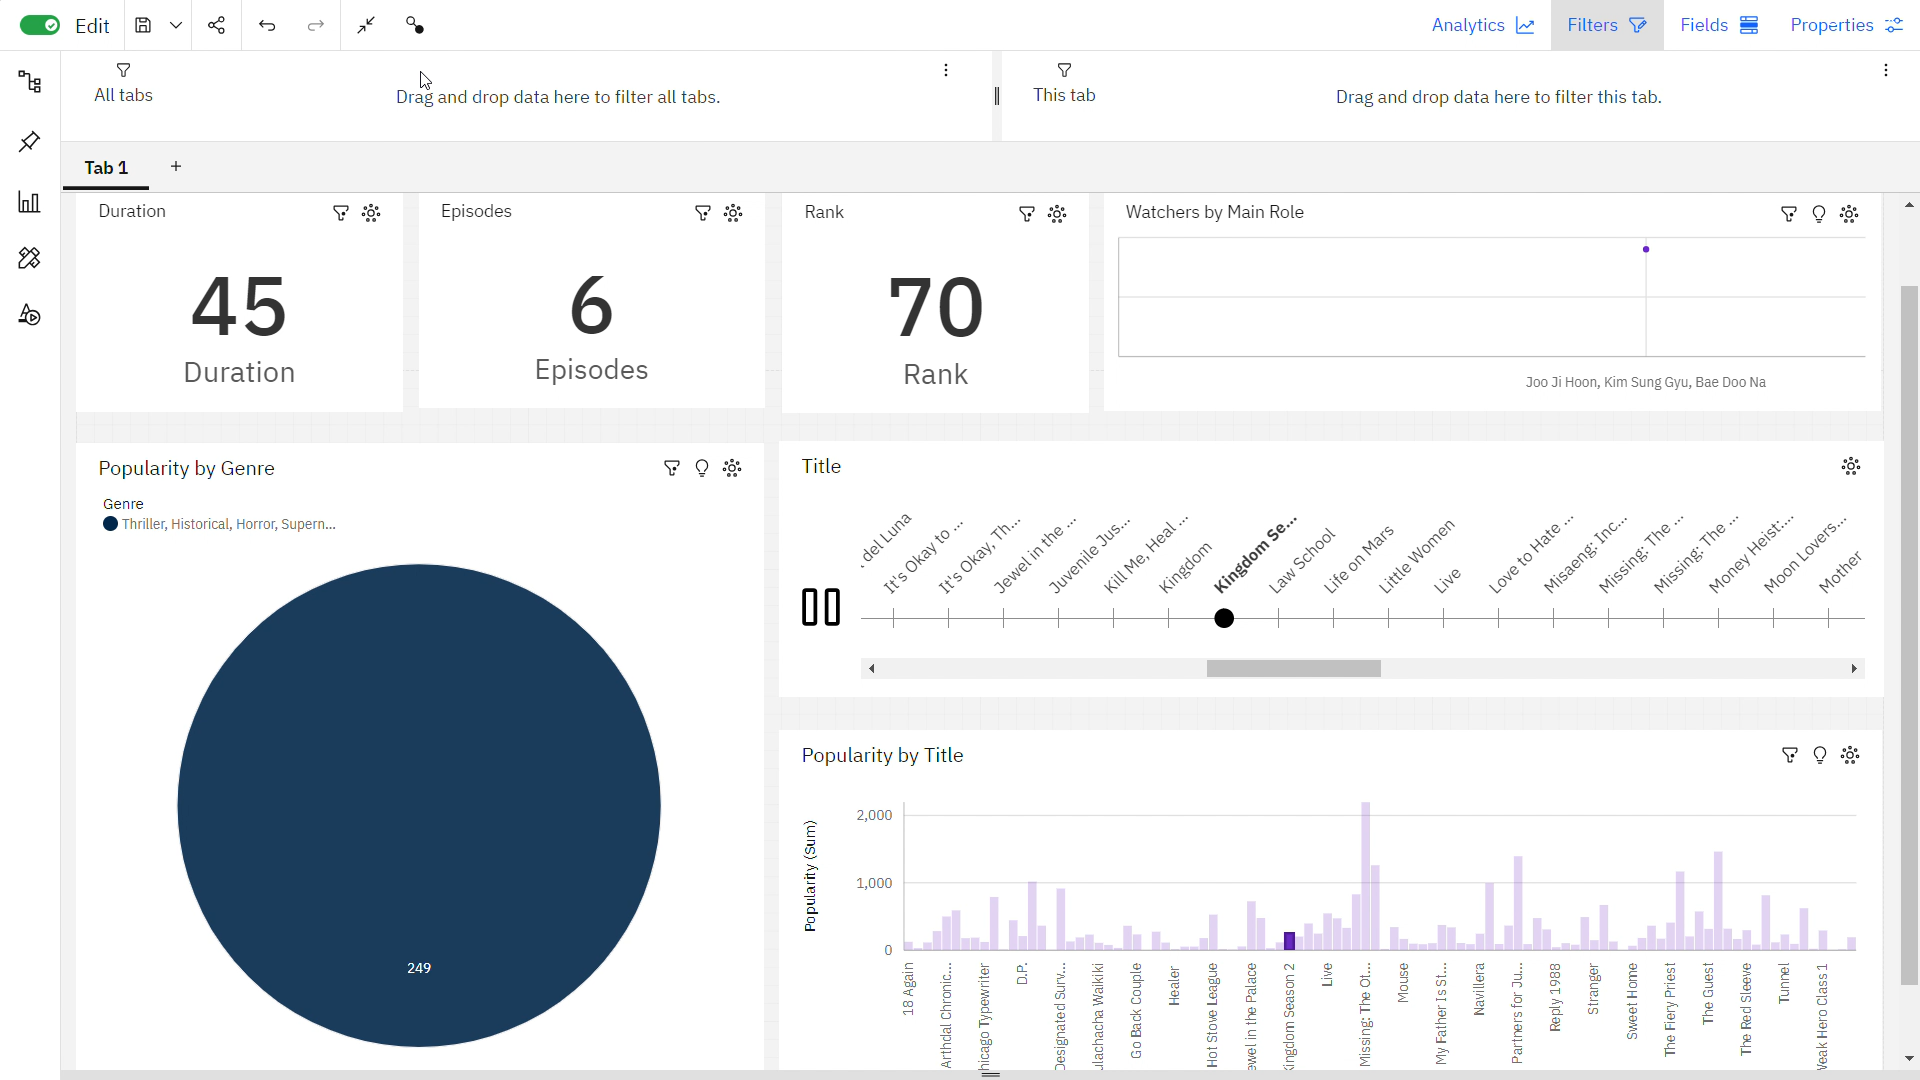 Edit
Analytics
Filters
Fields
Properties
All tabs
Drag and drop data here to filter all tabs.
This tab
Drag and drop data here to filter this tab.
Tab 1
Duration
45
Duration
Episodes
6
Episodes
Rank
70
Rank
Watchers by Main Role
Joo Ji Hoon, Kim Sung Gyu, Bae Doo Na
Popularity by Genre
Genre
Thriller, Historical, Horror, Supern...
249
Title
del Luna
It's Okay to ...
It's Okay, Th...
Jewel in the ...
Juvenile Jus...
Kill Me, Heal ...
Kingdom
Kingdom Se...
Law School
Life on Mars
Little Women
Live
Love to Hate ...
Misaeng: Inc...
Missing: The ...
Missing: The ...
Money Heist:...
Moon Lovers...
Mother
Popularity by Title
Popularity (Sum)
2,000
1,000
0
18 Again
Arthdal Chronic...
hicago Typewriter
D.P.
Designated Surv...
ulachacha Waikiki
Go Back Couple
Healer
Hot Stove League
ewel in the Palace
Kingdom Season 2
Live
Missing: The Ot...
Mouse
My Father Is St...
Navillera
Partners for Ju...
Reply 1988
Stranger
Sweet Home
The Fiery Priest
The Guest
The Red Sleeve
Tunnel
Weak Hero Class 1